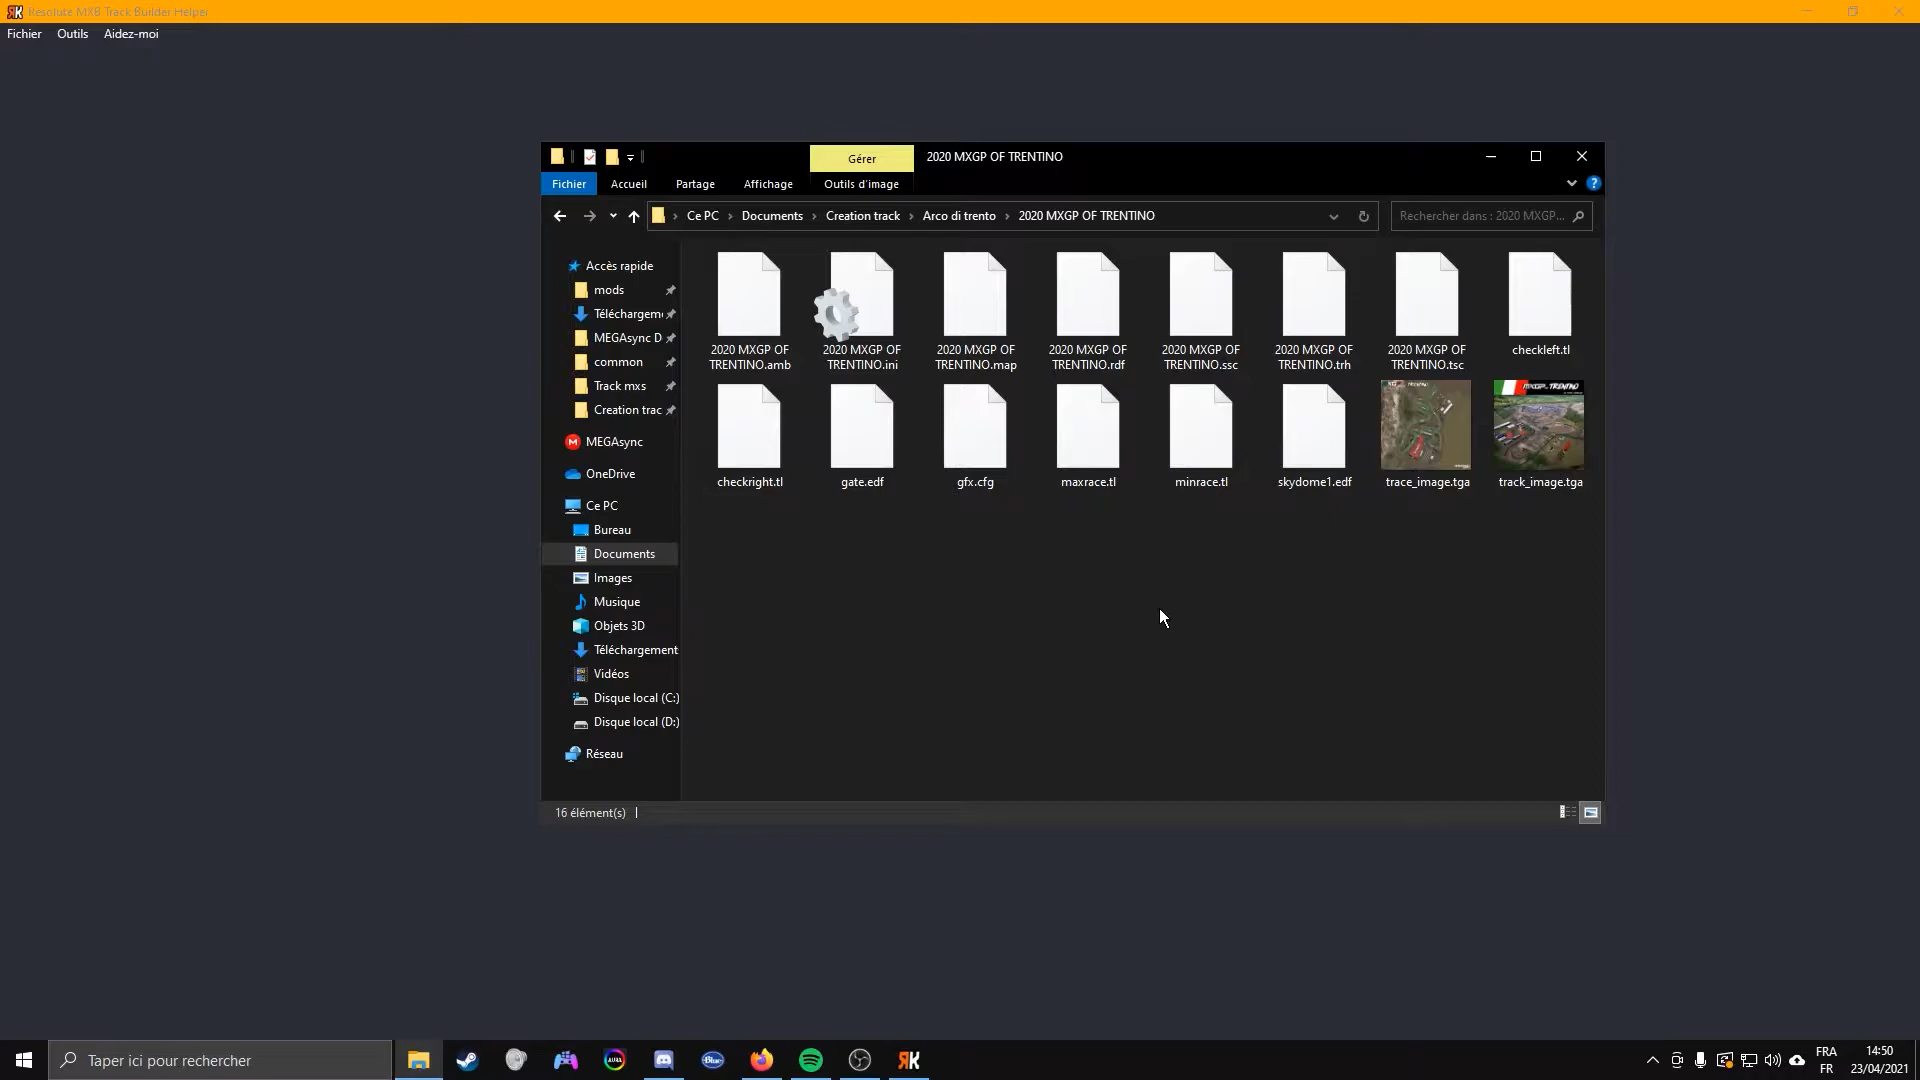 Resolute MXB Track Builder Helper
Fichier Outils Aidez-moi
Gérer 2020 MXGP OF TRENTINO
Fichier Accueil Partage Affichage Outils d'image
Ce PC > Documents > Creation track > Arco di trento > 2020 MXGP OF TRENTINO
Rechercher dans : 2020 MXGP...
Accès rapide
mods
Téléchargem
MEGAsync D
common
Track mxs
Creation trac
MEGAsync
OneDrive
Ce PC
Bureau
Documents
Images
Musique
Objets 3D
Téléchargement
Vidéos
Disque local (C:)
Disque local (D:)
Réseau
2020 MXGP OF
TRENTINO.amb
2020 MXGP OF
TRENTINO.ini
2020 MXGP OF
TRENTINO.map
2020 MXGP OF
TRENTINO.rdf
2020 MXGP OF
TRENTINO.ssc
2020 MXGP OF
TRENTINO.trh
2020 MXGP OF
TRENTINO.tsc
checkleft.tl
checkright.tl
gate.edf
gfx.cfg
maxrace.tl
minrace.tl
skydome1.edf
trace_image.tga
track_image.tga
16 élément(s)
Taper ici pour rechercher
AURA
Blue
FRA
FR
14:50
23/04/2021